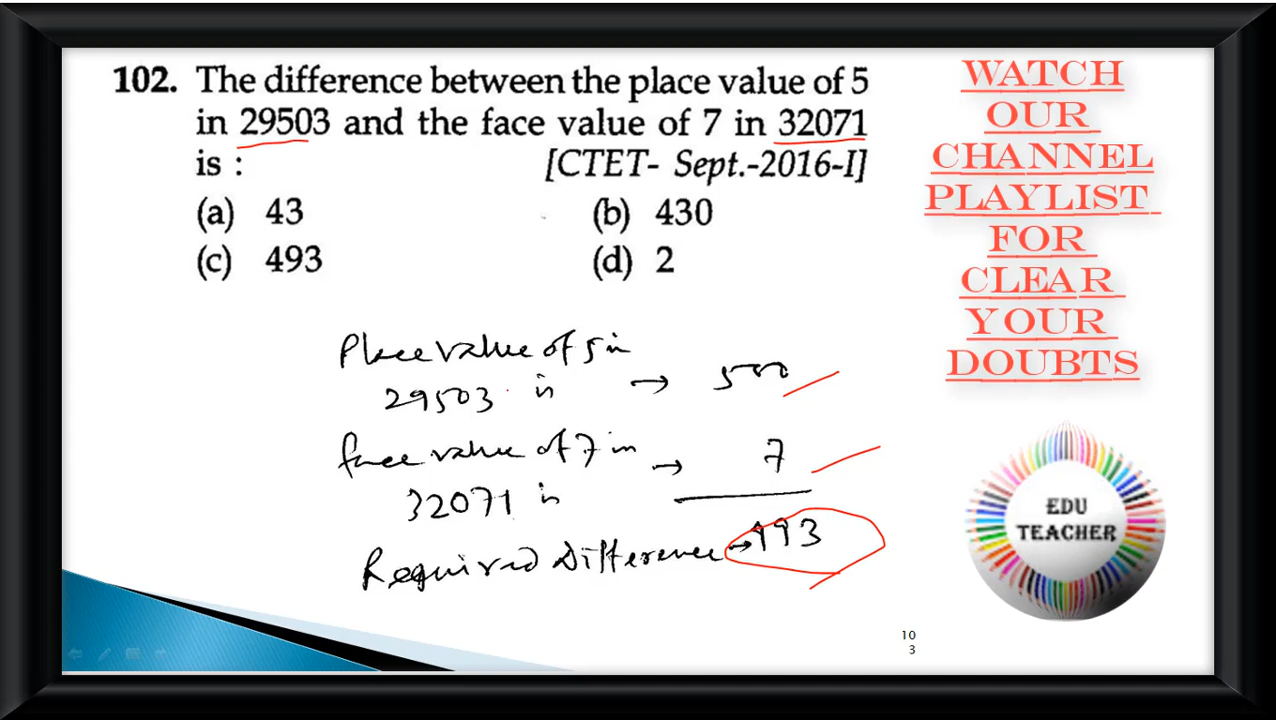 102. The difference between the place value of 5
in 29503 and the face value of 7 in 32071
is : [CTET- Sept.-2016-I]
(a) 43 (b) 430
(c) 493 (d) 2
Place value of 5 in
29503 is → 500
face value of 7 in → 7
32071 is
Required Difference → 493
WATCH
OUR
CHANNEL
PLAYLIST
FOR
CLEAR
YOUR
DOUBTS
EDU
TEACHER
10
3